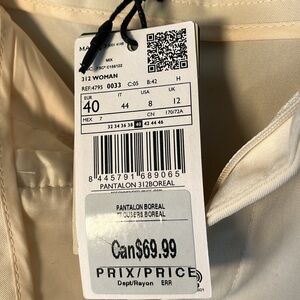 MIX
312 WOMAN
REF:4795 0033 C:05 B:42 H
EUR IT USA UK
40 44 8 12
MEX 7 CN 170/72A
32 34 36 38 40 42 44 46
8 445791 689065
PANTALON 312BOREAL
PANTALON BOREAL
TROUSERS BOREAL
Can$69.99
PRIX/PRICE
Dept/Rayon ERR